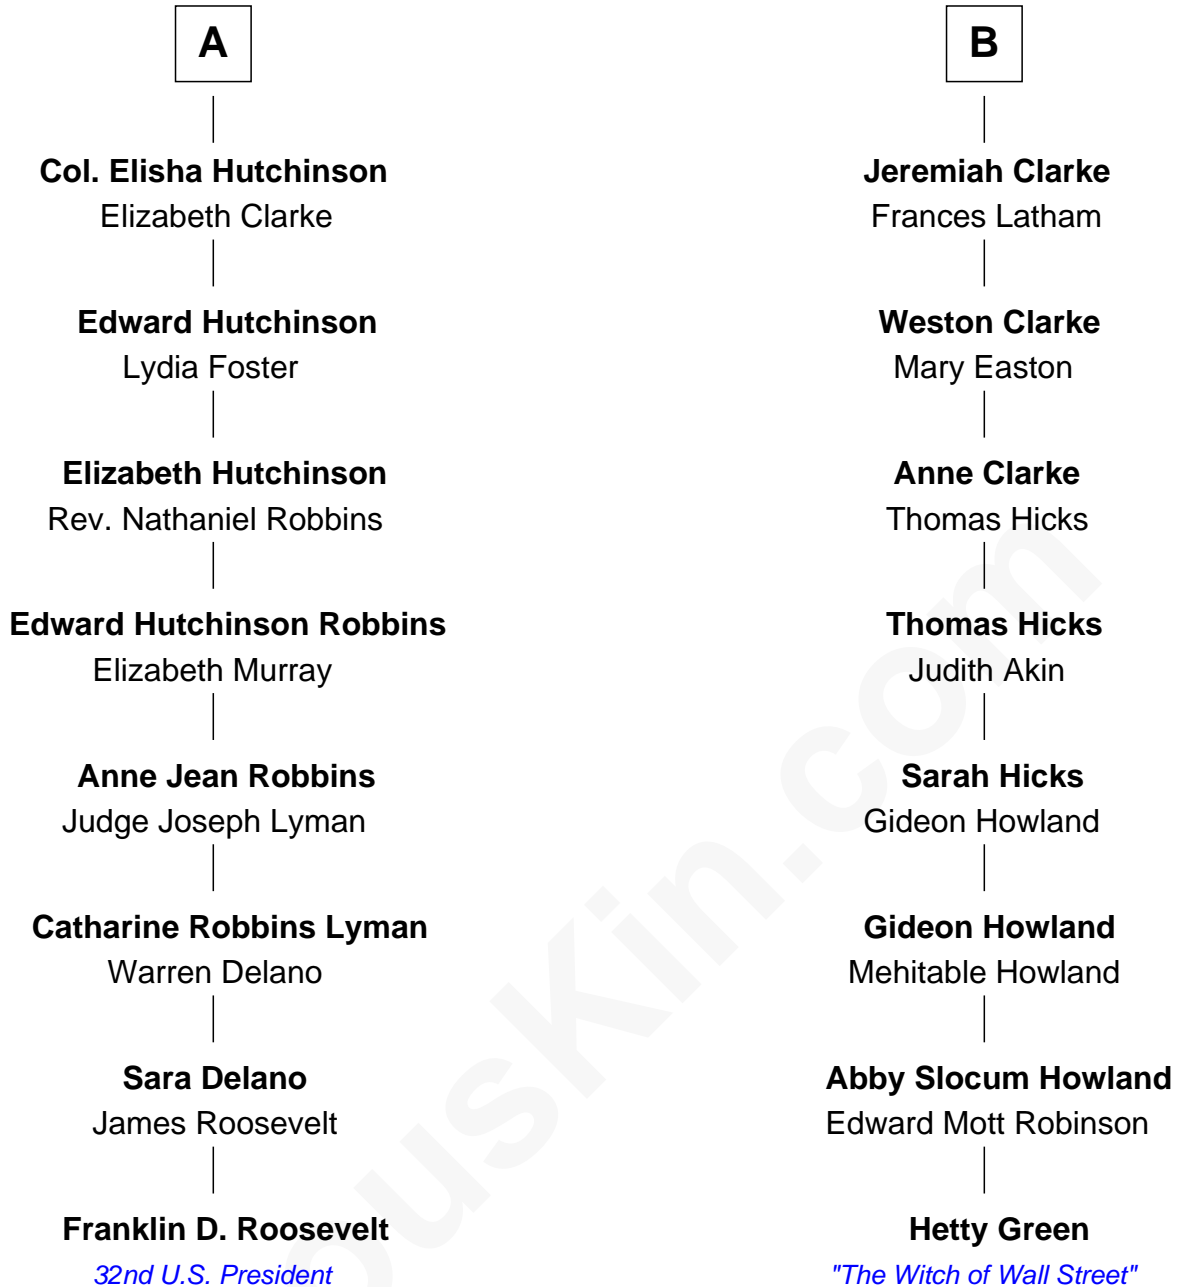 A
Col. Elisha Hutchinson
Elizabeth Clarke
Edward Hutchinson
Lydia Foster
Elizabeth Hutchinson
Rev. Nathaniel Robbins
Edward Hutchinson Robbins
Elizabeth Murray
Anne Jean Robbins
Judge Joseph Lyman
Catharine Robbins Lyman
Warren Delano
Sara Delano
James Roosevelt
Franklin D. Roosevelt
32nd U.S. President
B
Jeremiah Clarke
Frances Latham
Weston Clarke
Mary Easton
Anne Clarke
Thomas Hicks
Thomas Hicks
Judith Akin
Sarah Hicks
Gideon Howland
Gideon Howland
Mehitable Howland
Abby Slocum Howland
Edward Mott Robinson
Hetty Green
"The Witch of Wall Street"
ousKin.com